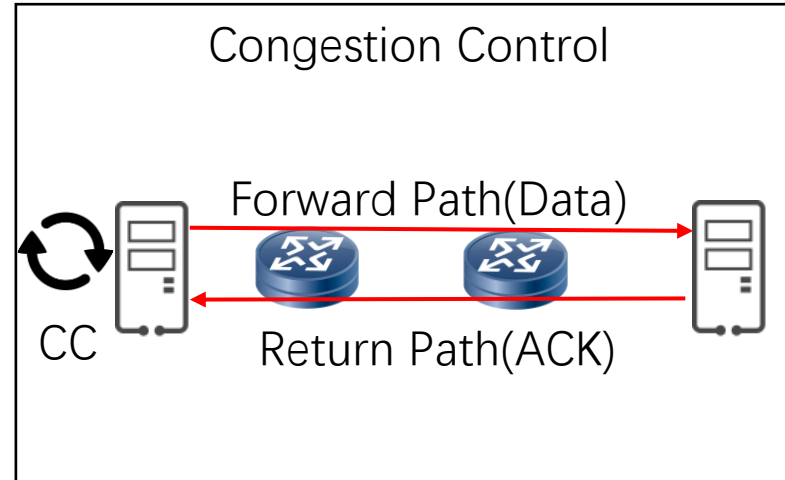 Congestion Control
Forward Path(Data)
CC
Return Path(ACK)